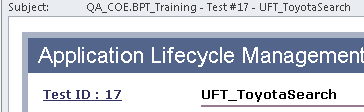 Subject: QA_COE.BPT_Training - Test #17 - UFT_ToyotaSearch
Application Lifecycle Management
Test ID : 17 UFT_ToyotaSearch